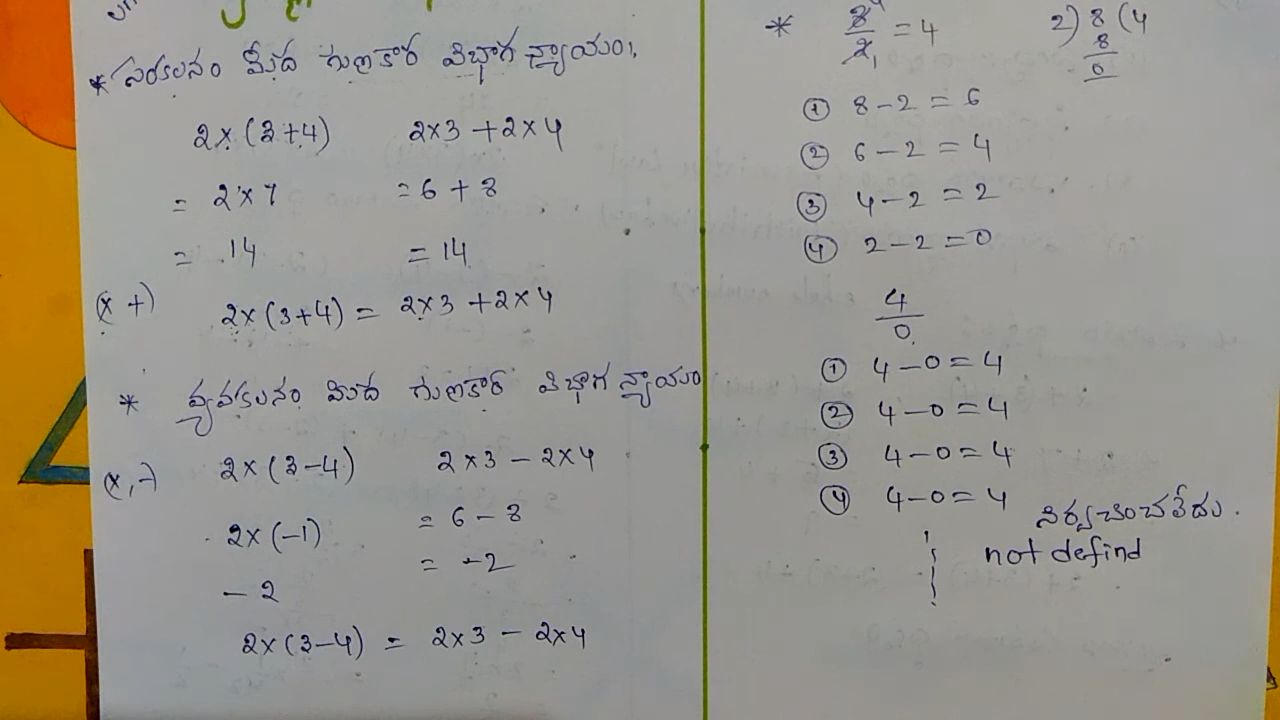 * సంకలనం మీద గుణకార విభాగ న్యాయం:
2×(3+4) 2×3 +2×4
= 2×7 =6 + 8
= 14 = 14
(× +) 2×(3+4) = 2×3 +2×4
* వ్యవకలనం మీద గుణకార విభాగ న్యాయం
(×,-) 2×(3-4) 2×3 - 2×4
2×(-1) = 6 - 8
- 2 = -2
2×(3-4) = 2×3 - 2×4
* 8/2 = 4 2) 8 (4
4
1
8
0
① 8-2 = 6
② 6-2 = 4
③ 4-2 = 2
④ 2-2 = 0
4/0
① 4-0 = 4
② 4-0 = 4
③ 4-0 = 4
④ 4-0 = 4
నిర్వచించలేదు.
not defind